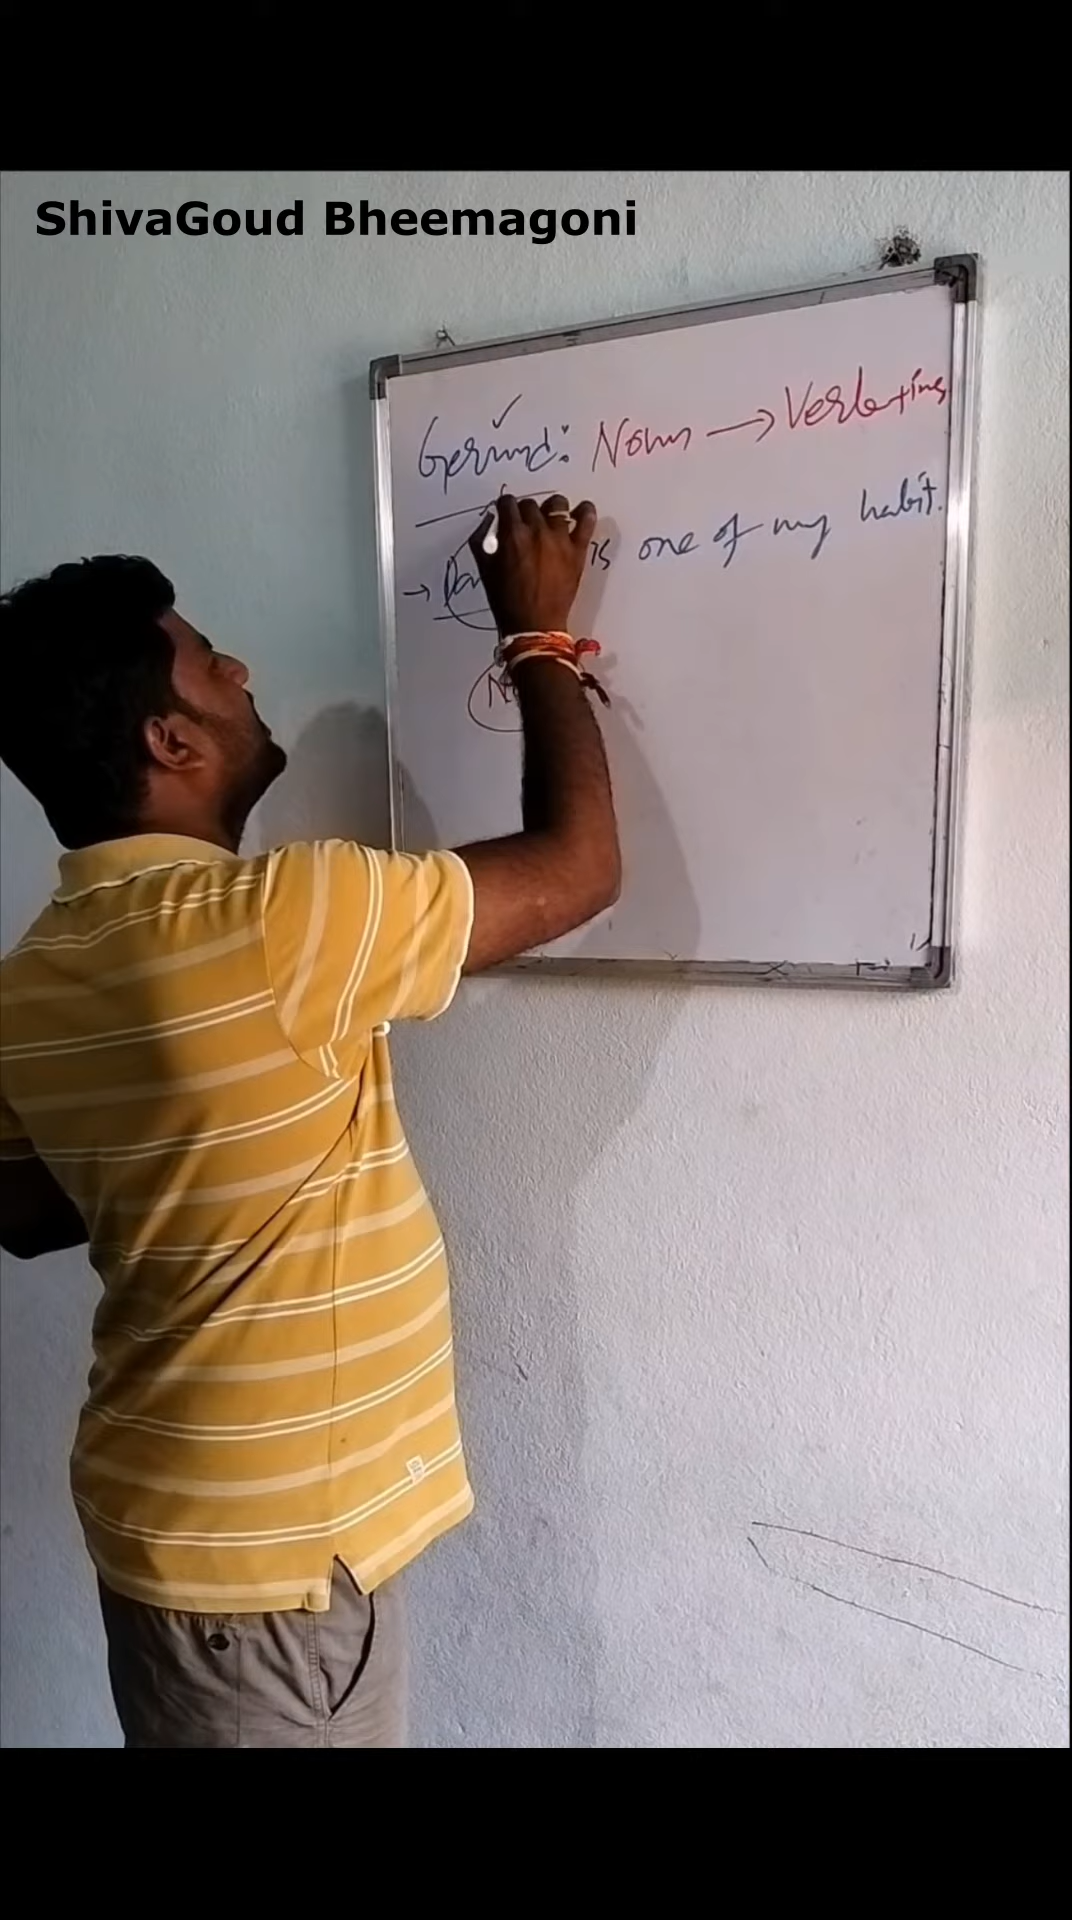 ShivaGoud Bheemagoni
Gerund: Noun → Verb+ing
→ is one of my habit.